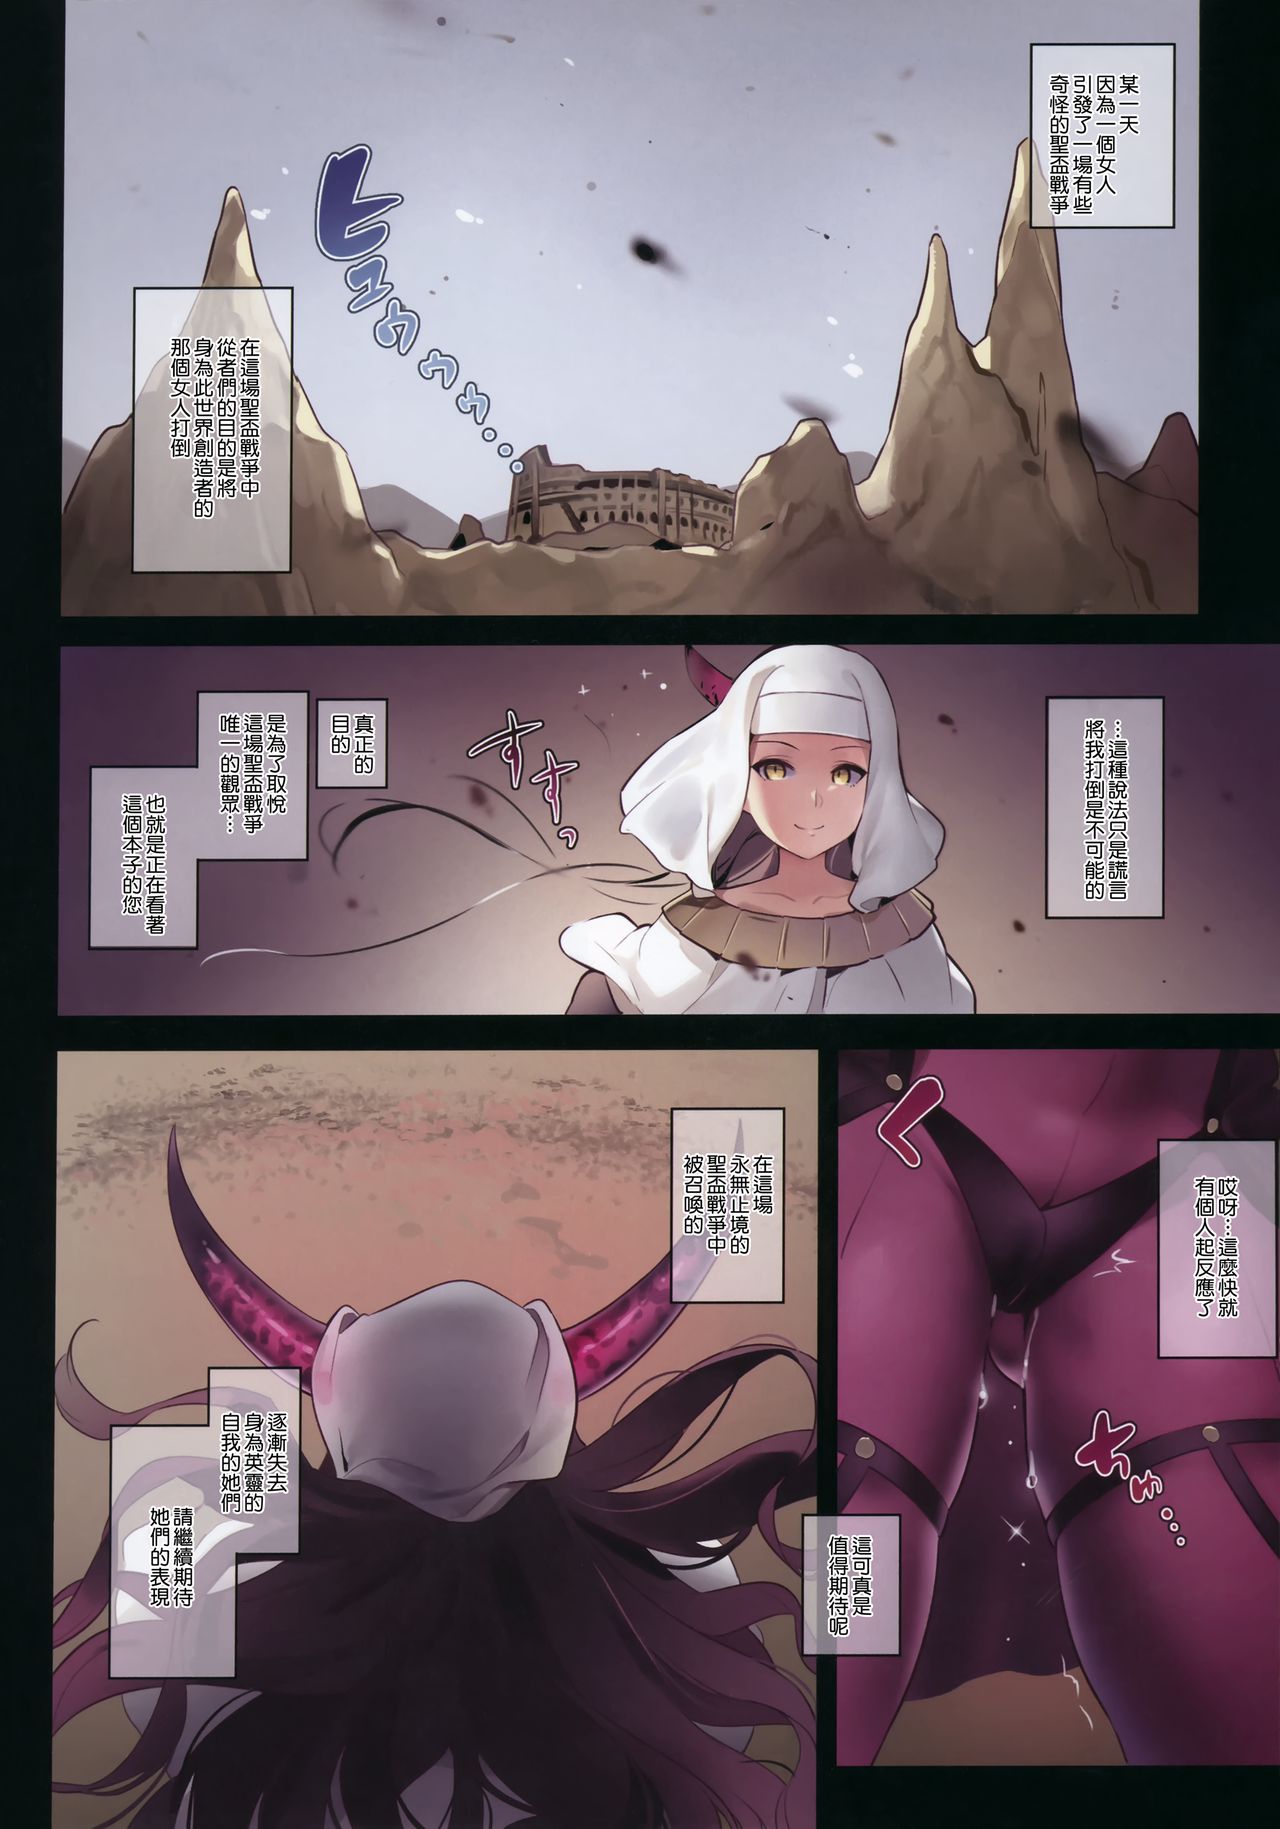 某一天
因為一個女人
引發了一場有些
奇怪的聖盃戰爭
ヒュウウゥゥ…
在這場聖盃戰爭中
從者們的目的是將
身為此世界創造者的
那個女人打倒
…這種說法只是謊言
將我打倒是不可能的
すすっ
真正的
目的
是為了取悅
這場聖盃戰爭
唯一的觀眾…
也就是正在看著
這個本子的您
哎呀…這麼快就
有個人起反應了
くちゅ…
這可真是
值得期待呢
在這場
永無止境的
聖盃戰爭中
被召喚的
逐漸失去
身為英靈的
自我的她們
請繼續期待
她們的表現